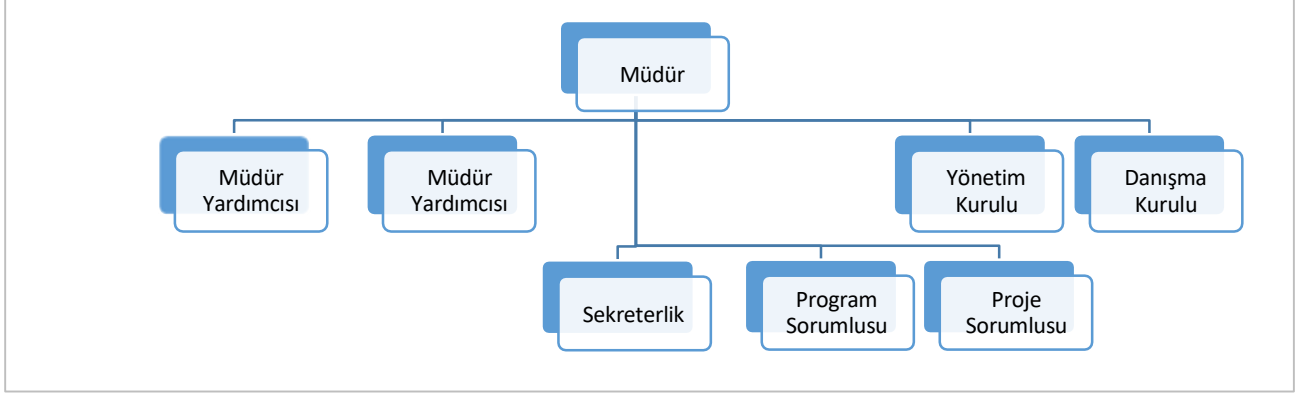 Müdür
Müdür
Yardımcısı
Müdür
Yardımcısı
Yönetim
Kurulu
Danışma
Kurulu
Sekreterlik
Program
Sorumlusu
Proje
Sorumlusu